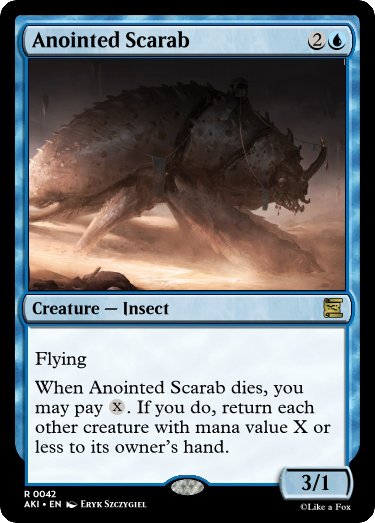 Anointed Scarab 2
Creature — Insect
Flying
When Anointed Scarab dies, you
may pay X. If you do, return each
other creature with mana value X or
less to its owner's hand.
3/1
R 0042
AKI • EN Eryk Szczygiel
©Like a Fox